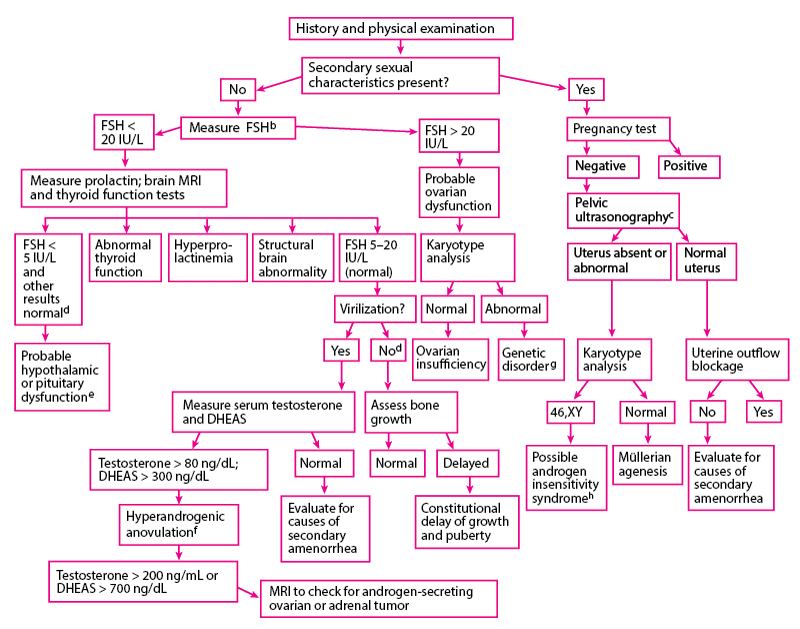 History and physical examination
Secondary sexual
characteristics present?
No
Yes
FSH <
20 IU/L
Measure FSHb
FSH > 20
IU/L
Pregnancy test
Negative
Positive
Measure prolactin; brain MRI
and thyroid function tests
Probable
ovarian
dysfunction
Pelvic
ultrasonographyc
FSH <
5 IU/L
and
other
results
normald
Abnormal
thyroid
function
Hyperpro-
lactinemia
Structural
brain
abnormality
FSH 5–20
IU/L
(normal)
Karyotype
analysis
Uterus absent or
abnormal
Normal
uterus
Virilization?
Normal
Abnormal
Probable
hypothalamic
or pituitary
dysfunctione
Yes
Nod
Ovarian
insufficiency
Genetic
disorderg
Karyotype
analysis
Uterine outflow
blockage
Measure serum testosterone
and DHEAS
Assess bone
growth
46,XY
Normal
No
Yes
Testosterone > 80 ng/dL;
DHEAS > 300 ng/dL
Normal
Normal
Delayed
Possible
androgen
insensitivity
syndromeh
Müllerian
agenesis
Evaluate for
causes of
secondary
amenorrhea
Hyperandrogenic
anovulationf
Evaluate for
causes of
secondary
amenorrhea
Constitutional
delay of growth
and puberty
Testosterone > 200 ng/mL or
DHEAS > 700 ng/dL
MRI to check for androgen-secreting
ovarian or adrenal tumor